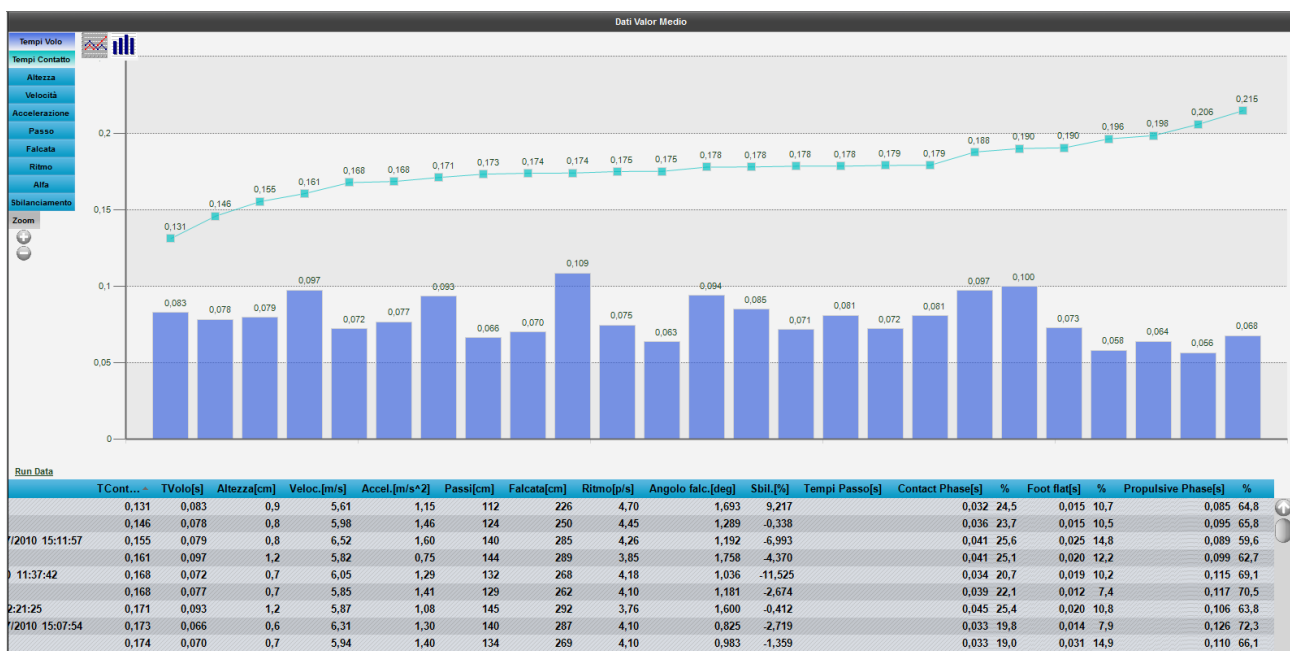 Dati Valor Medio
Tempi Volo
Tempi Contatto
Altezza
Velocità
Accelerazione
Passo
Falcata
Ritmo
Alfa
Sbilanciamento
Zoom
0,2
0,15
0,1
0,05
0
0,131 0,146 0,155 0,161 0,168 0,168 0,171 0,173 0,174 0,174 0,175 0,175 0,178 0,178 0,178 0,178 0,179 0,179 0,188 0,190 0,190 0,196 0,198 0,206 0,215
0,083 0,078 0,079 0,097 0,072 0,077 0,093 0,066 0,070 0,109 0,075 0,063 0,094 0,085 0,071 0,081 0,072 0,081 0,097 0,100 0,073 0,058 0,064 0,056 0,068
Run Data
TCont... TVolo[s] Altezza[cm] Veloc.[m/s] Accel.[m/s^2] Passi[cm] Falcata[cm] Ritmo[p/s] Angolo falc.[deg] Sbil.[%] Tempi Passo[s] Contact Phase[s] % Foot flat[s] % Propulsive Phase[s] %
0,131 0,083 0,9 5,61 1,15 112 226 4,70 1,693 9,217 0,032 24,5 0,015 10,7 0,085 64,8
0,146 0,078 0,8 5,98 1,46 124 250 4,45 1,289 -0,338 0,036 23,7 0,015 10,5 0,095 65,8
7/2010 15:11:57 0,155 0,079 0,8 6,52 1,60 140 285 4,26 1,192 -6,993 0,041 25,6 0,025 14,8 0,089 59,6
0,161 0,097 1,2 5,82 0,75 144 289 3,85 1,758 -4,370 0,041 25,1 0,020 12,2 0,099 62,7
0 11:37:42 0,168 0,072 0,7 6,05 1,29 132 268 4,18 1,036 -11,525 0,034 20,7 0,019 10,2 0,115 69,1
0,168 0,077 0,7 5,85 1,41 129 262 4,10 1,181 -2,674 0,039 22,1 0,012 7,4 0,117 70,5
2:21:25 0,171 0,093 1,2 5,87 1,08 145 292 3,76 1,600 -0,412 0,045 25,4 0,020 10,8 0,106 63,8
7/2010 15:07:54 0,173 0,066 0,6 6,31 1,30 140 287 4,10 0,825 -2,719 0,033 19,8 0,014 7,9 0,126 72,3
0,174 0,070 0,7 5,94 1,40 134 269 4,10 0,983 -1,359 0,033 19,0 0,031 14,9 0,110 66,1